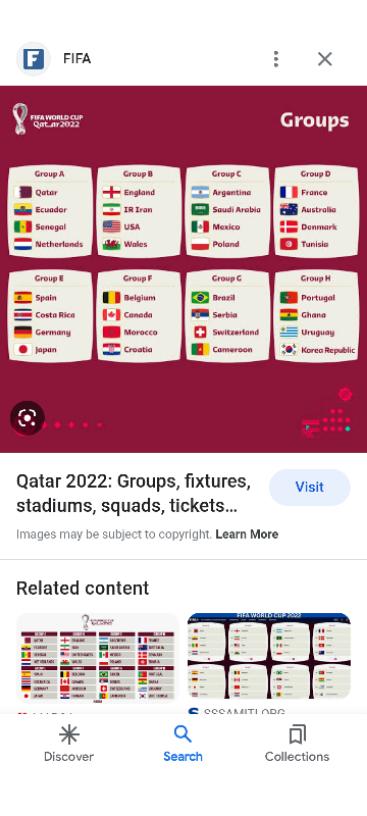 FIFA
FIFA WORLD CUP
Qatar2022
Groups
Group A
Qatar
Ecuador
Senegal
Netherlands
Group B
England
IR Iran
USA
Wales
Group C
Argentina
Saudi Arabia
Mexico
Poland
Group D
France
Australia
Denmark
Tunisia
Group E
Spain
Costa Rica
Germany
Japan
Group F
Belgium
Canada
Morocco
Croatia
Group G
Brazil
Serbia
Switzerland
Cameroon
Group H
Portugal
Ghana
Uruguay
Korea Republic
Qatar 2022: Groups, fixtures,
stadiums, squads, tickets...
Visit
Images may be subject to copyright. Learn More
Related content
FIFA WORLD CUP 2022
SSSAMITI.ORG
Discover
Search
Collections